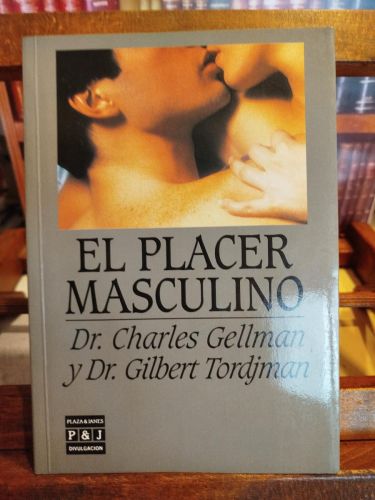 EL PLACER
MASCULINO
Dr. Charles Gellman
y Dr. Gilbert Tordjman
PLAZA & JANES
P & J
DIVULGACION